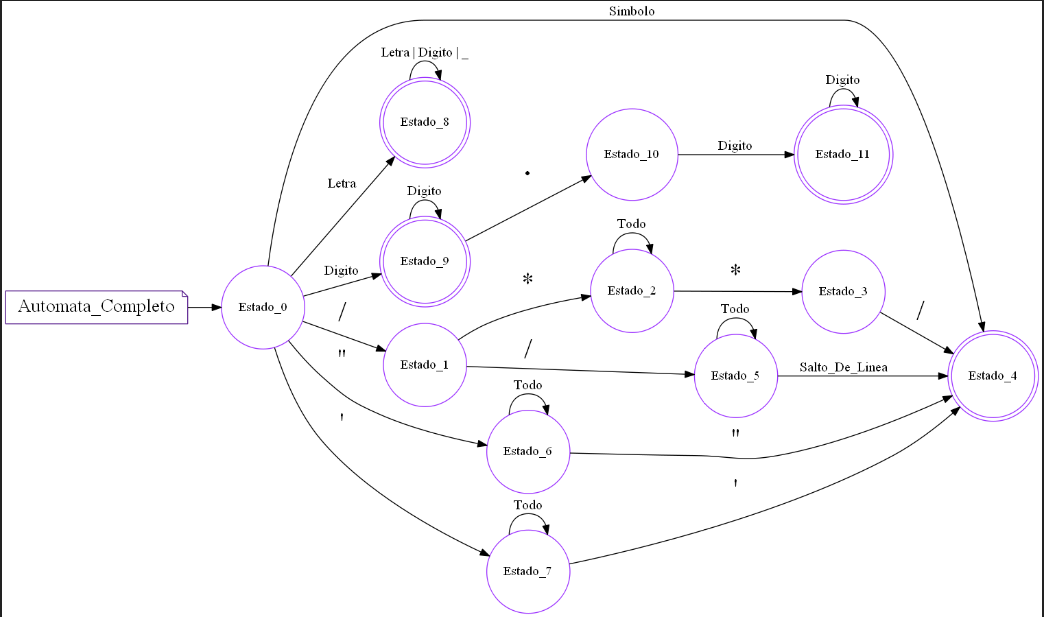 Simbolo
Letra | Digito | _
Estado_8
Digito
Estado_10
Digito
Estado_11
Letra
.
Digito
Estado_9
Todo
Digito
*
Estado_2
*
Estado_3
Automata_Completo
Estado_0
/
/
Todo
"
Estado_1
/
Estado_5
Salto_De_Linea
Estado_4
Todo
'
Estado_6
"
'
Todo
Estado_7